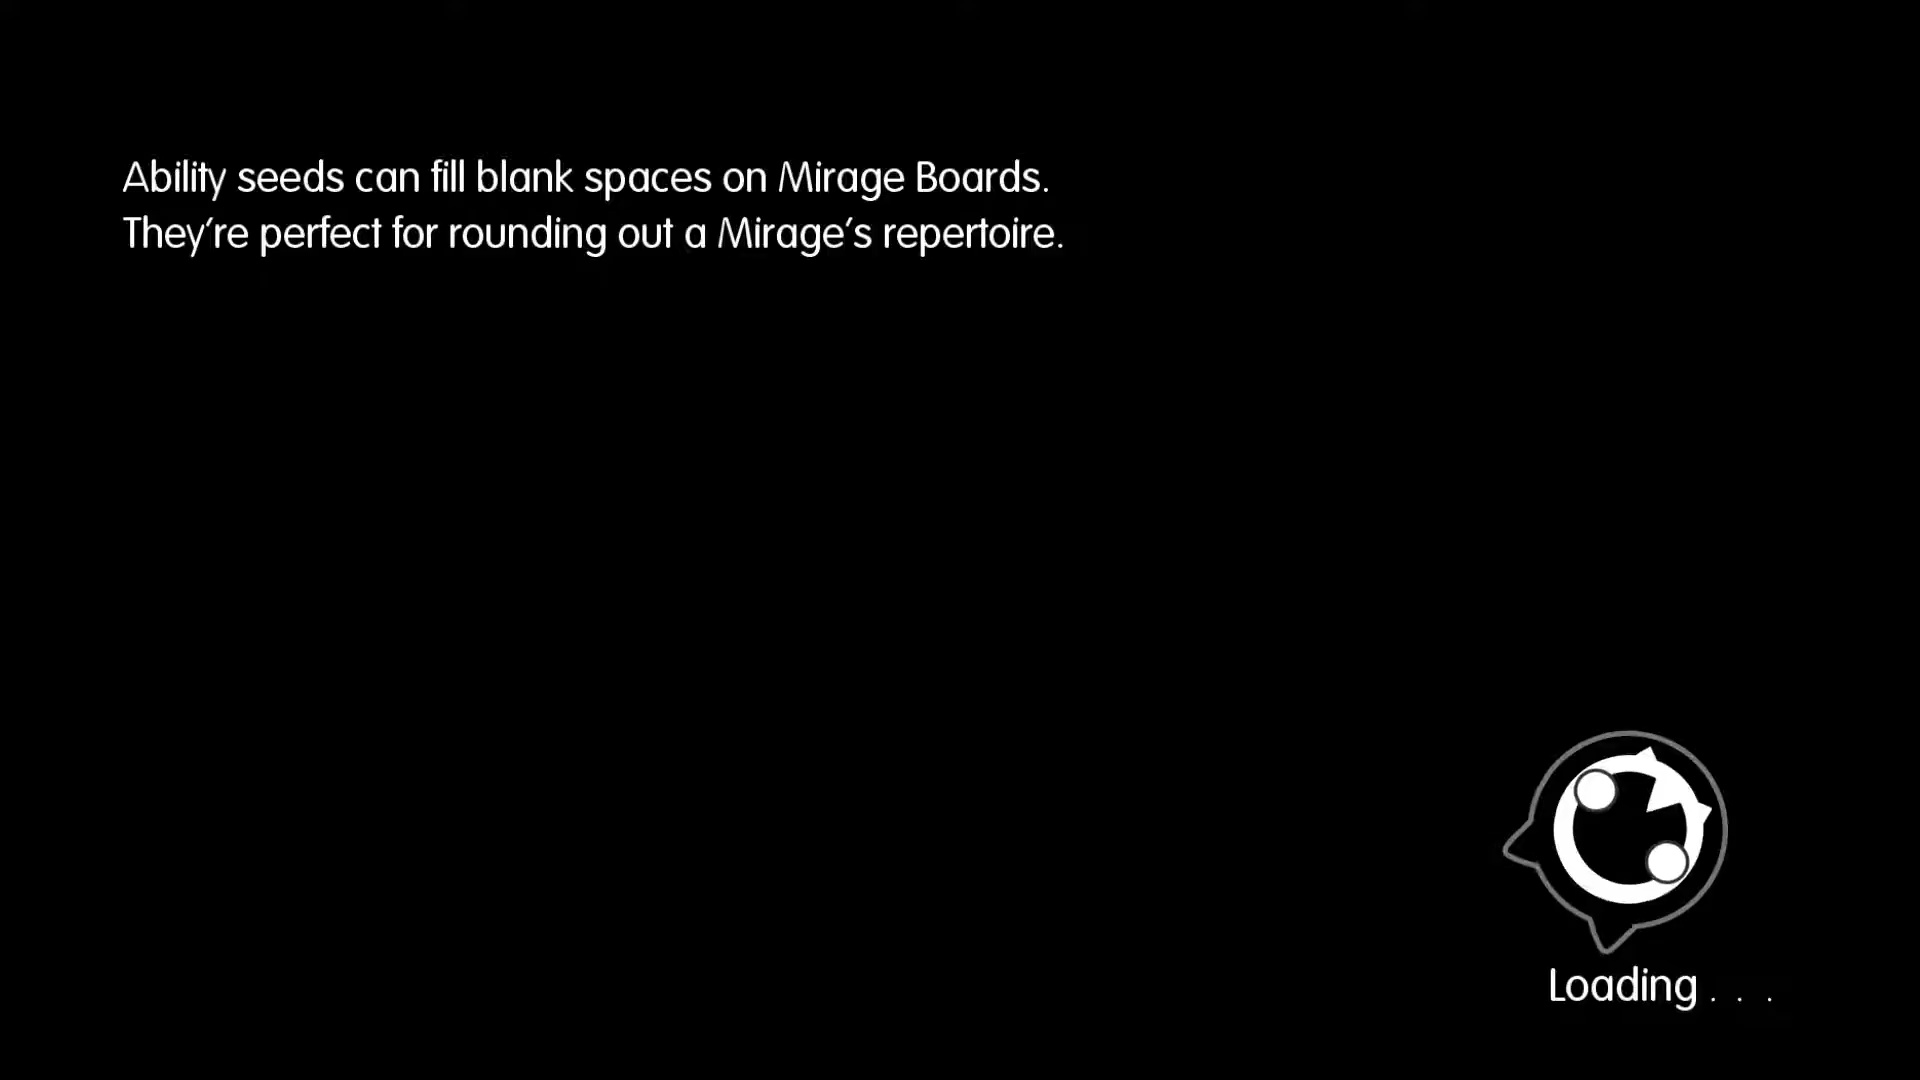 Ability seeds can fill blank spaces on Mirage Boards.
They're perfect for rounding out a Mirage's repertoire.
Loading . . .